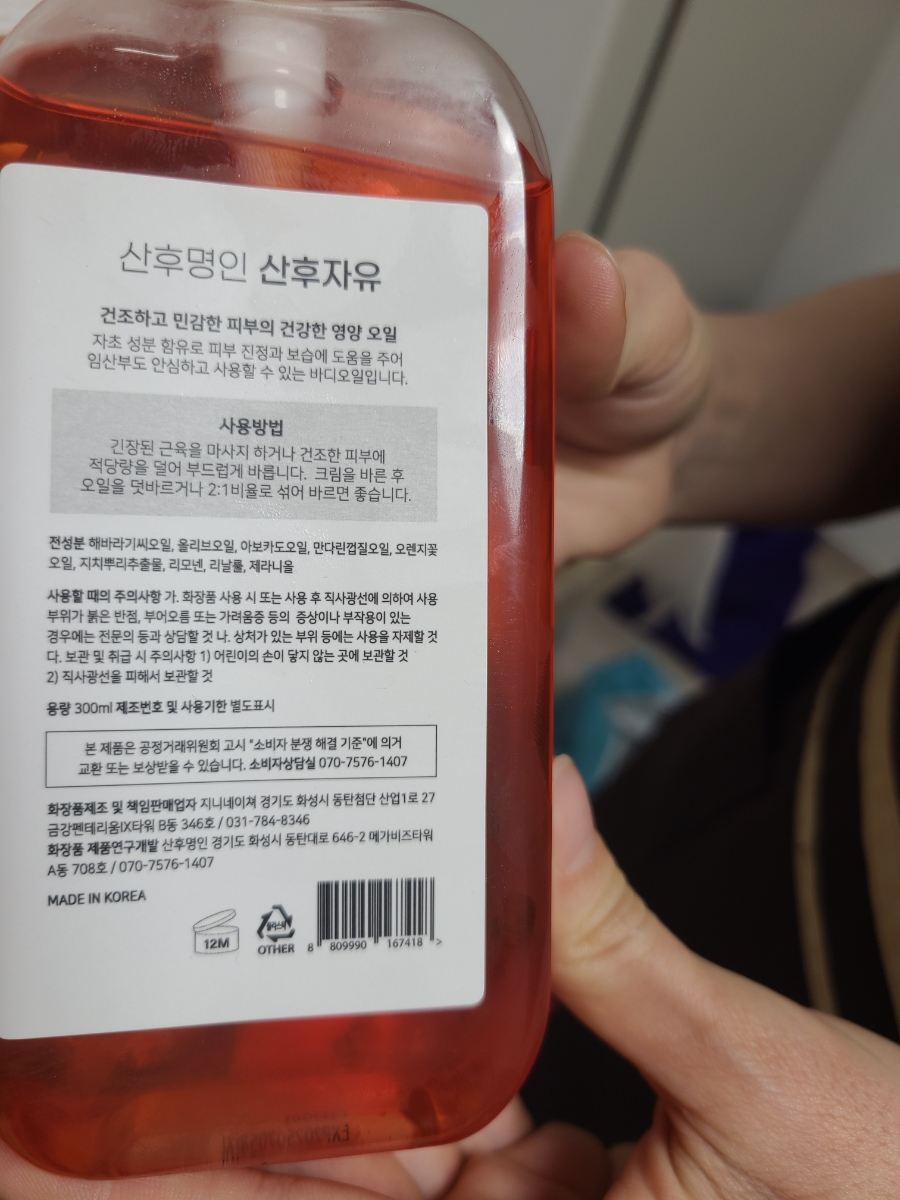 산후명인 산후자유
건조하고 민감한 피부의 건강한 영양 오일
자초 성분 함유로 피부 진정과 보습에 도움을 주어
임산부도 안심하고 사용할 수 있는 바디오일입니다.
사용방법
긴장된 근육을 마사지 하거나 건조한 피부에
적당량을 덜어 부드럽게 바릅니다. 크림을 바른 후
오일을 덧바르거나 2:1비율로 섞어 바르면 좋습니다.
전성분 해바라기씨오일, 올리브오일, 아보카도오일, 만다린껍질오일, 오렌지꽃
오일, 지치뿌리추출물, 리모넨, 리날룰, 제라니올
사용할 때의 주의사항 가. 화장품 사용 시 또는 사용 후 직사광선에 의하여 사용
부위가 붉은 반점, 부어오름 또는 가려움증 등의 증상이나 부작용이 있는
경우에는 전문의 등과 상담할 것 나. 상처가 있는 부위 등에는 사용을 자제할 것
다. 보관 및 취급 시 주의사항 1) 어린이의 손이 닿지 않는 곳에 보관할 것
2) 직사광선을 피해서 보관할 것
용량 300ml 제조번호 및 사용기한 별도표시
본 제품은 공정거래위원회 고시 "소비자 분쟁 해결 기준"에 의거
교환 또는 보상받을 수 있습니다. 소비자상담실 070-7576-1407
화장품제조 및 책임판매업자 지니네이쳐 경기도 화성시 동탄첨단 산업1로 27
금강펜테리움IX타워 B동 346호 / 031-784-8346
화장품 제품연구개발 산후명인 경기도 화성시 동탄대로 646-2 메가비즈타워
A동 708호 / 070-7576-1407
MADE IN KOREA
12M
플라스틱
OTHER
8 809990 167418 >